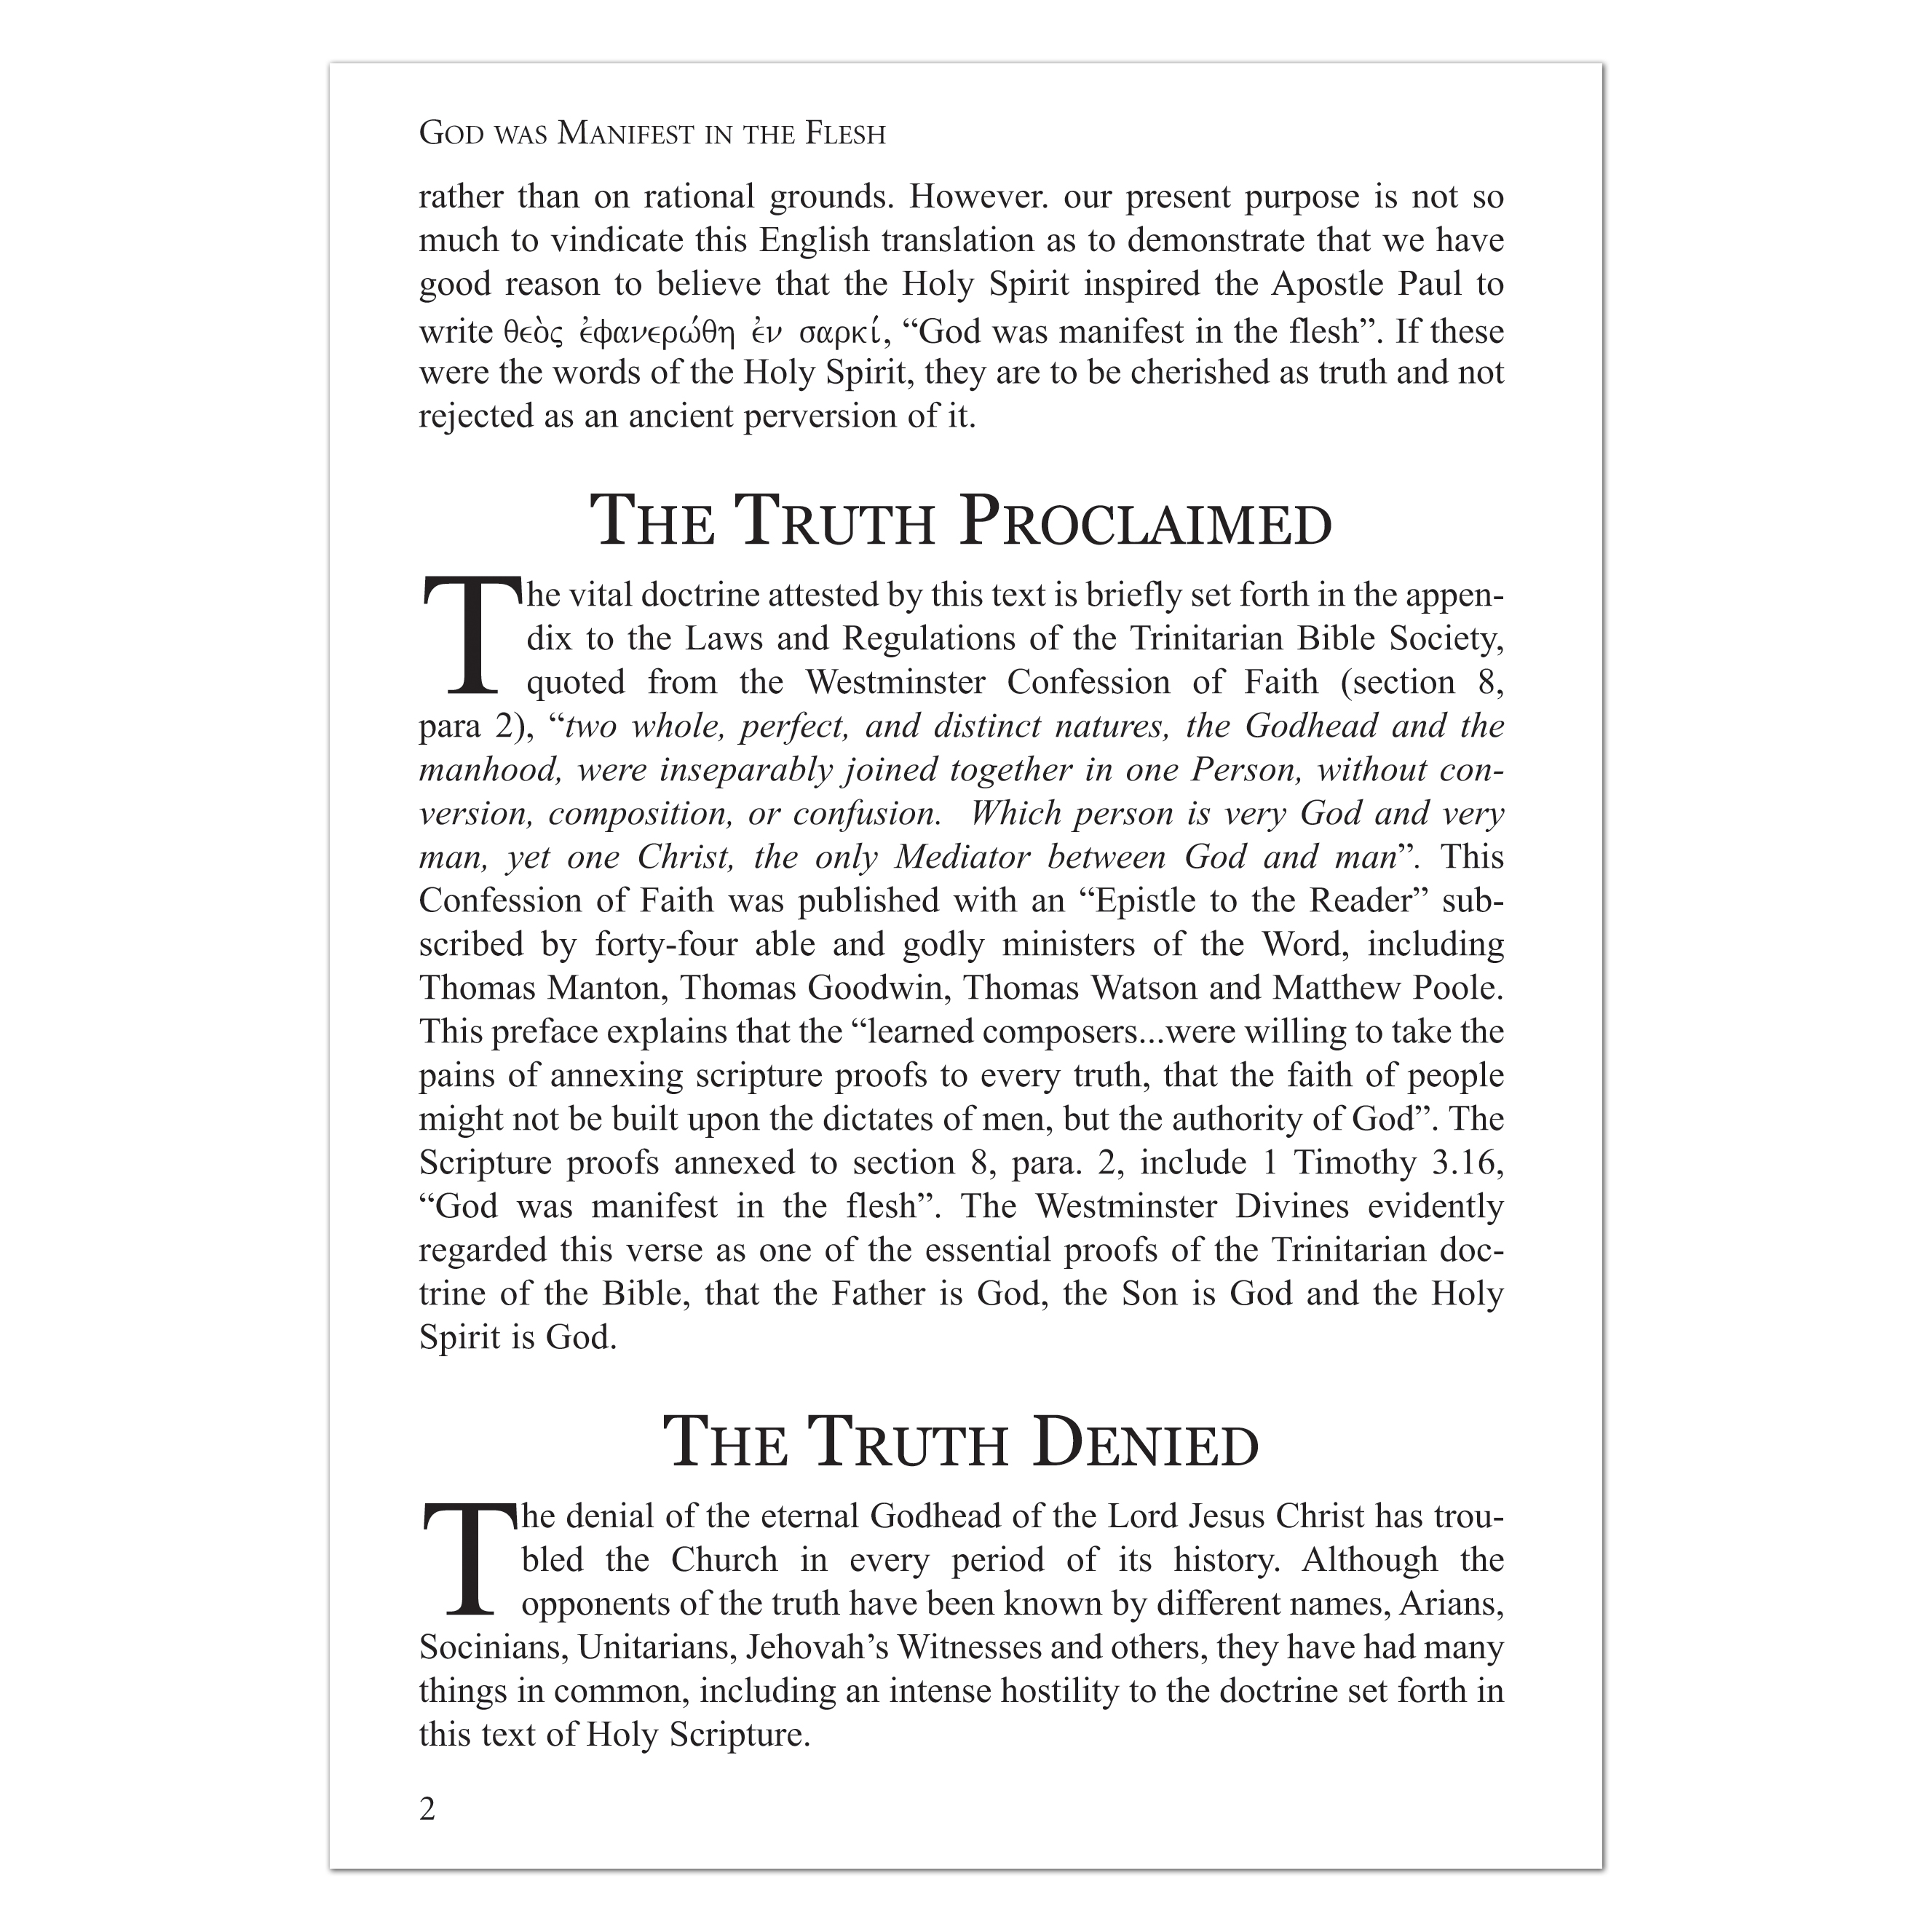 God was Manifest in the Flesh
rather than on rational grounds. However. our present purpose is not so
much to vindicate this English translation as to demonstrate that we have
good reason to believe that the Holy Spirit inspired the Apostle Paul to
write θεὸς ἐφανερώθη ἐν σαρκί, “God was manifest in the flesh”. If these
were the words of the Holy Spirit, they are to be cherished as truth and not
rejected as an ancient perversion of it.
The Truth Proclaimed
The vital doctrine attested by this text is briefly set forth in the appen-
dix to the Laws and Regulations of the Trinitarian Bible Society,
quoted from the Westminster Confession of Faith (section 8,
para 2), “two whole, perfect, and distinct natures, the Godhead and the
manhood, were inseparably joined together in one Person, without con-
version, composition, or confusion. Which person is very God and very
man, yet one Christ, the only Mediator between God and man”. This
Confession of Faith was published with an “Epistle to the Reader” sub-
scribed by forty-four able and godly ministers of the Word, including
Thomas Manton, Thomas Goodwin, Thomas Watson and Matthew Poole.
This preface explains that the “learned composers...were willing to take the
pains of annexing scripture proofs to every truth, that the faith of people
might not be built upon the dictates of men, but the authority of God”. The
Scripture proofs annexed to section 8, para. 2, include 1 Timothy 3.16,
“God was manifest in the flesh”. The Westminster Divines evidently
regarded this verse as one of the essential proofs of the Trinitarian doc-
trine of the Bible, that the Father is God, the Son is God and the Holy
Spirit is God.
The Truth Denied
The denial of the eternal Godhead of the Lord Jesus Christ has trou-
bled the Church in every period of its history. Although the
opponents of the truth have been known by different names, Arians,
Socinians, Unitarians, Jehovah’s Witnesses and others, they have had many
things in common, including an intense hostility to the doctrine set forth in
this text of Holy Scripture.
2